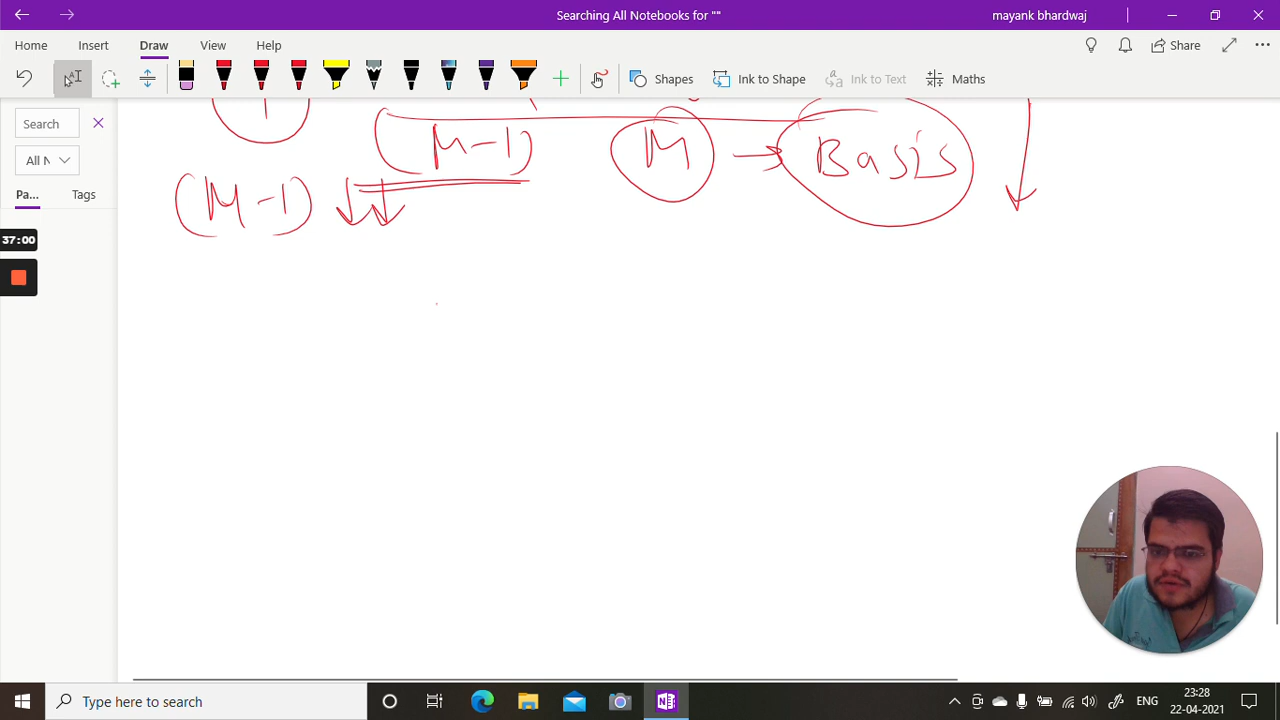 Searching All Notebooks for ""
mayank bhardwaj
Home Insert Draw View Help
Share
Shapes Ink to Shape Ink to Text Maths
Search
All N
Pa... Tags
37:00
(M-1) M → Basis
(M-1)
Type here to search
ENG
23:28
22-04-2021